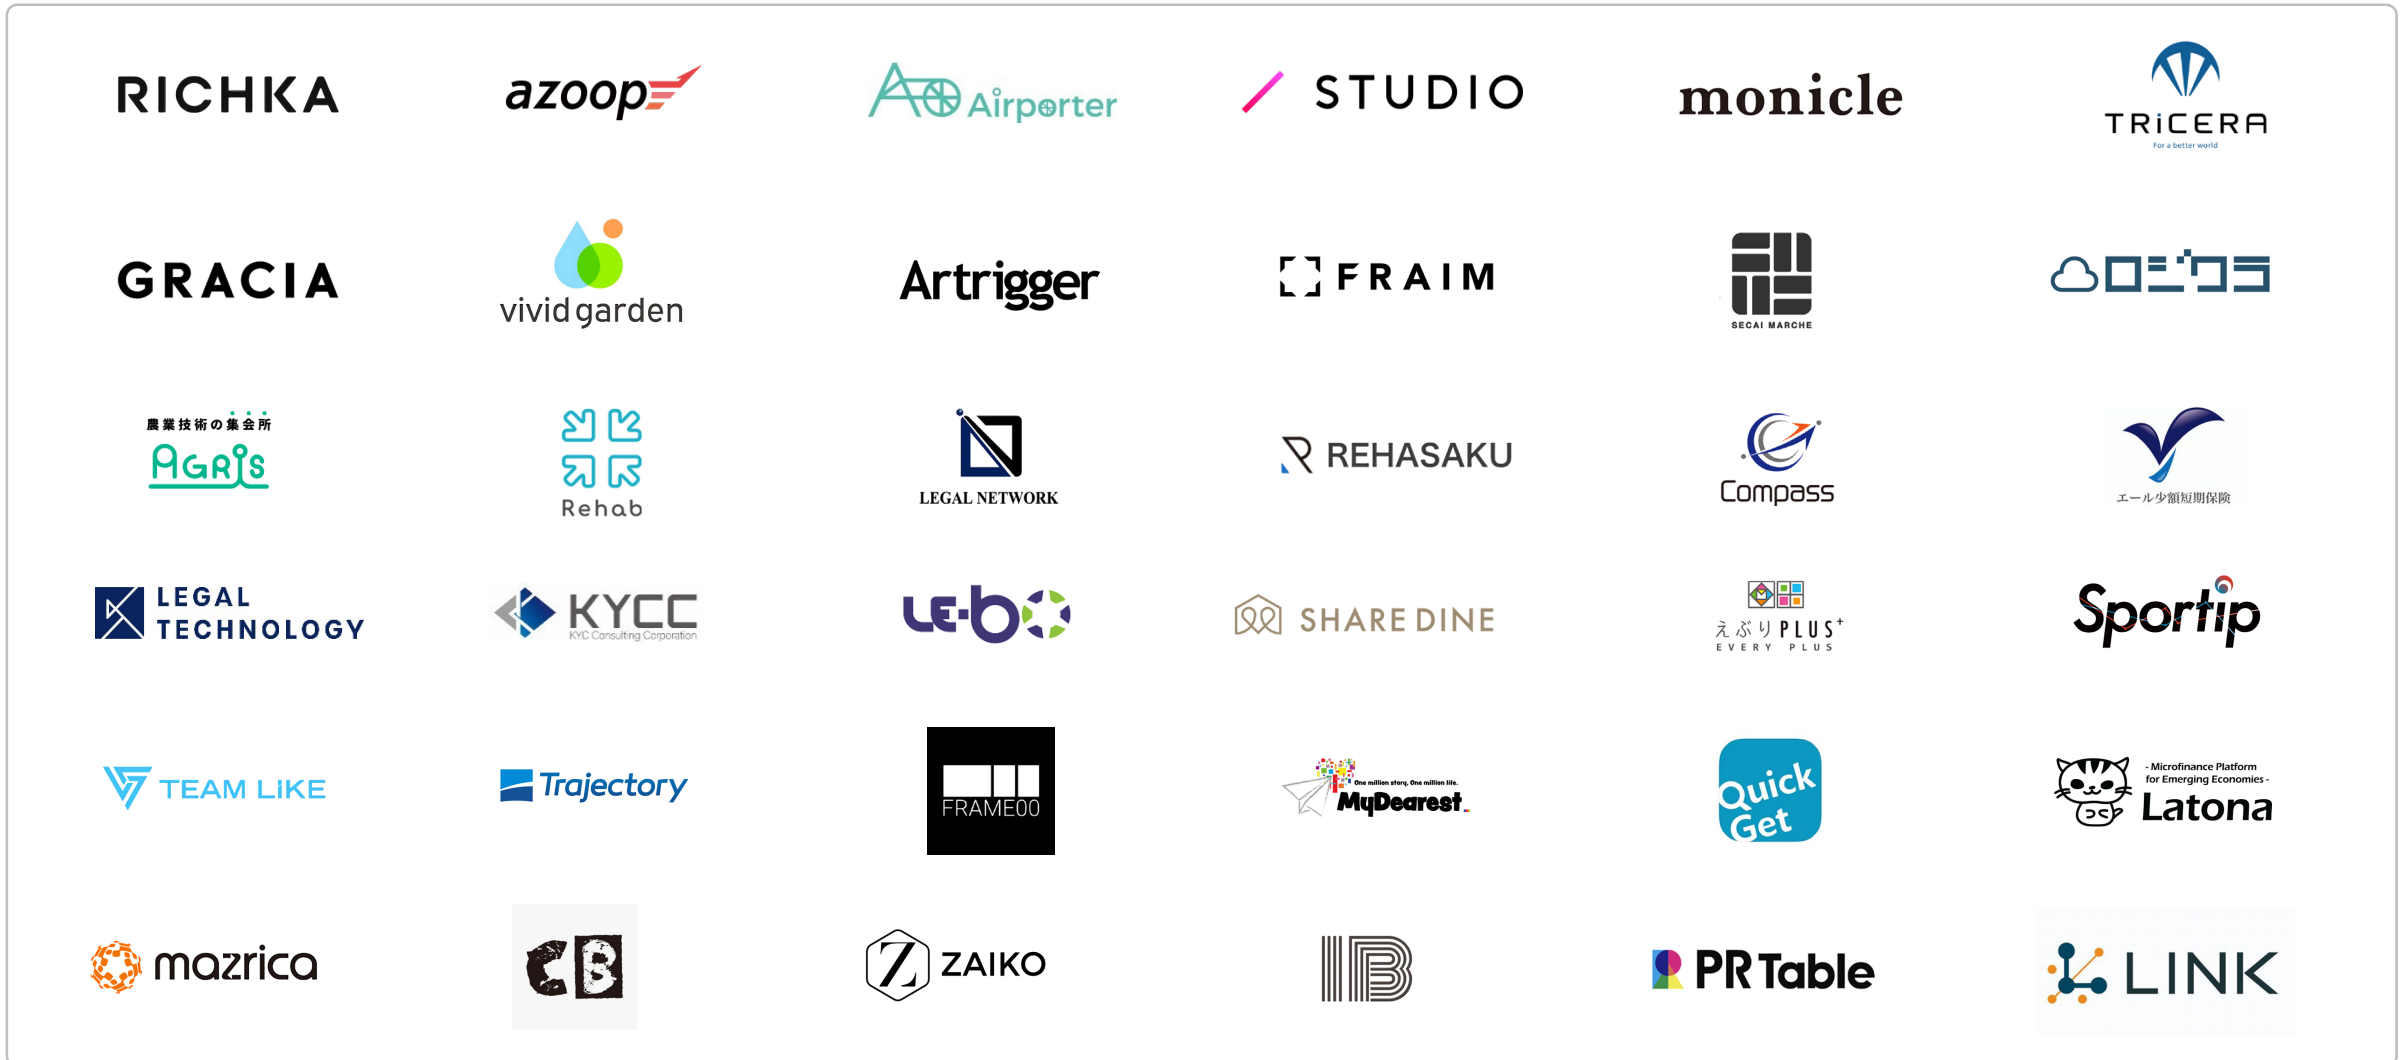 RICHKA
azoop
Airporter
STUDIO
monicle
TRiCERA
For a better world
GRACIA
vivid garden
Artrigger
FRAIM
SECAI MARCHE
ロジクラ
農業技術の集会所
AGRiS
Rehab
LEGAL NETWORK
REHASAKU
Compass
エール少額短期保険
LEGAL
TECHNOLOGY
KYCC
KYC Consulting Corporation
LE-bO
SHARE DINE
えぶりPLUS+
EVERY PLUS
Sportip
TEAM LiKE
Trajectory
FRAME00
One million story, One million life.
MyDearest
Quick
Get
- Microfinance Platform
for Emerging Economies -
Latona
mazrica
CB
Z ZAIKO
IB
PR Table
LINK